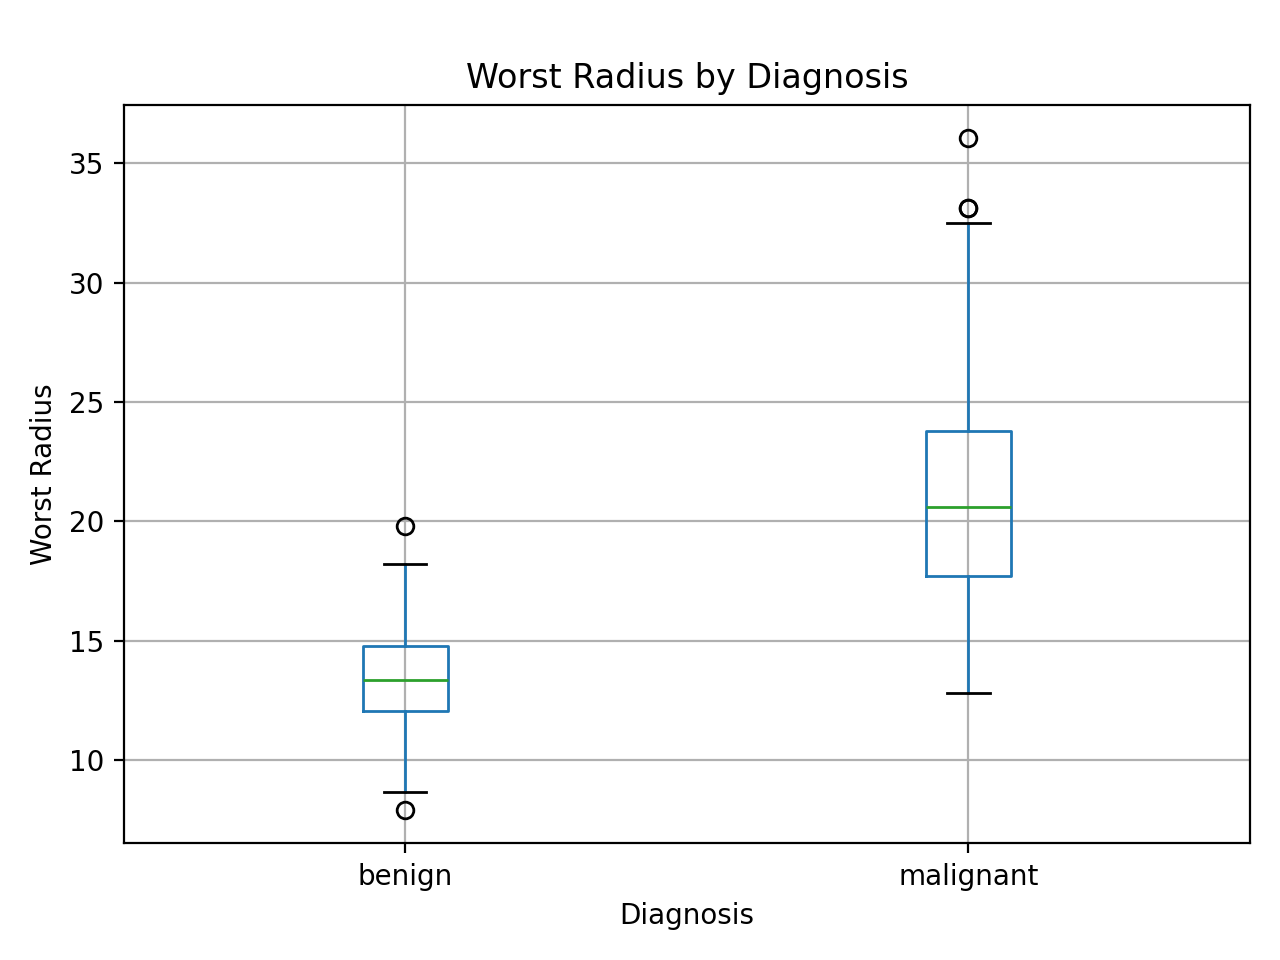 Worst Radius by Diagnosis
35
30
25
20
15
10
Worst Radius
benign
malignant
Diagnosis